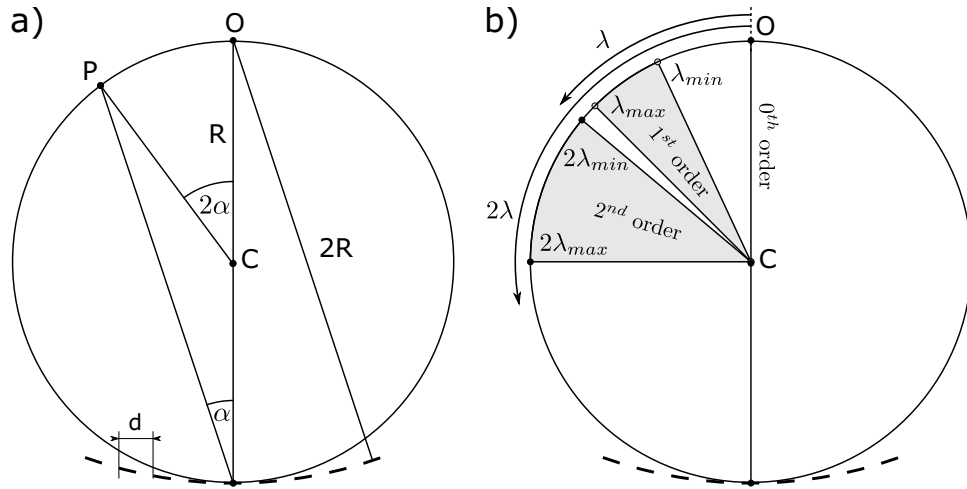 a)
O
P
R
2α
C
2R
α
d
b)
O
λ
λmin
λmax
0th order
1st order
2λmin
2nd order
2λ
2λmax
C